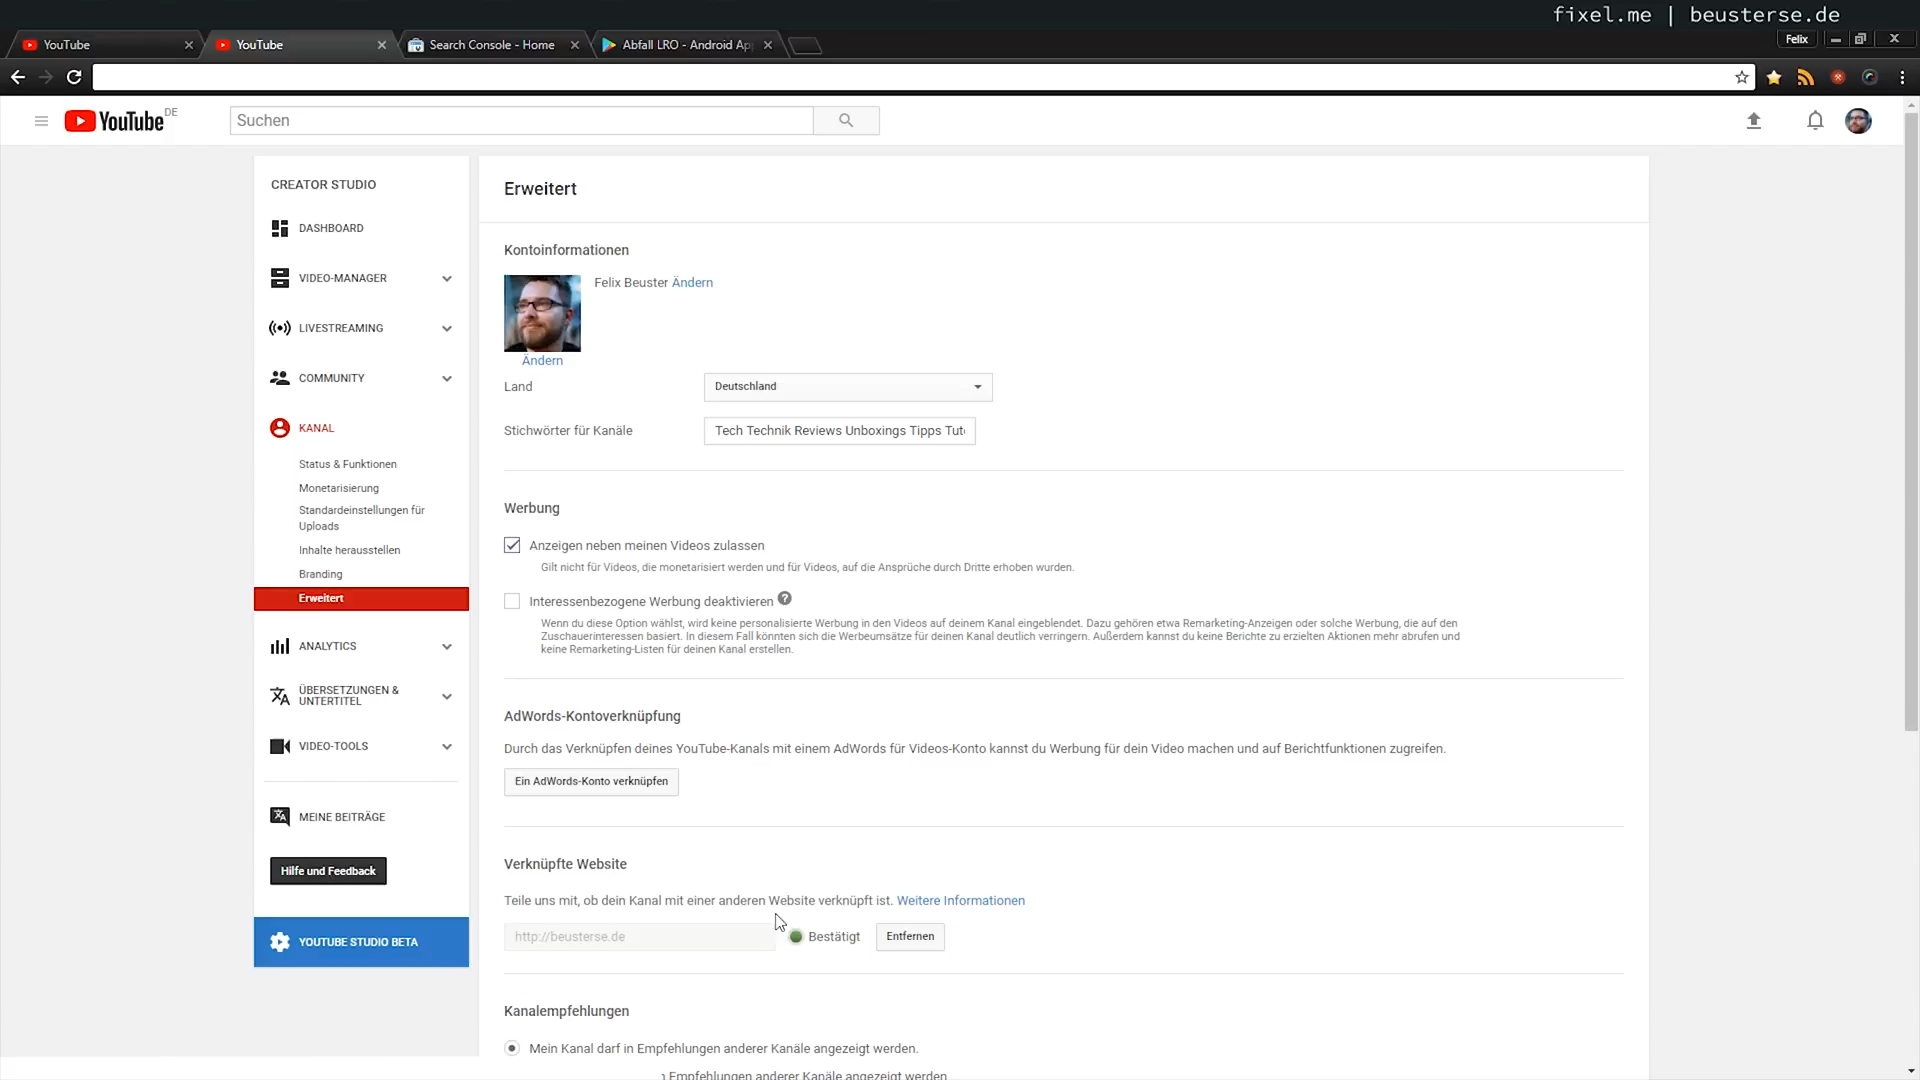 fixel.me | beusterse.de
YouTube
YouTube
Search Console - Home
Abfall LRO - Android App
Felix
YouTube DE
Suchen
CREATOR STUDIO
DASHBOARD
VIDEO-MANAGER
LIVESTREAMING
COMMUNITY
KANAL
Status & Funktionen
Monetarisierung
Standardeinstellungen für
Uploads
Inhalte herausstellen
Branding
Erweitert
ANALYTICS
ÜBERSETZUNGEN &
UNTERTITEL
VIDEO-TOOLS
MEINE BEITRÄGE
Hilfe und Feedback
YOUTUBE STUDIO BETA
Erweitert
Kontoinformationen
Felix Beuster Ändern
Ändern
Land
Deutschland
Stichwörter für Känäle
Tech Technik Reviews Unboxings Tipps Tut
Werbung
Anzeigen neben meinen Videos zulassen
Gilt nicht für Videos, die monetarisiert werden und für Videos, auf die Ansprüche durch Dritte erhoben wurden.
Interessenbezogene Werbung deaktivieren ?
Wenn du diese Option wählst, wird keine personalisierte Werbung in den Videos auf deinem Kanal eingeblendet. Dazu gehören etwa Remarketing-Anzeigen oder solche Werbung, die auf den
Zuschauerinteressen basiert. In diesem Fall könnten sich die Werbeumsätze für deinen Kanal deutlich verringern. Außerdem kannst du keine Berichte zu erzielten Aktionen mehr abrufen und
keine Remarketing-Listen für deinen Kanal erstellen.
AdWords-Kontoverknüpfung
Durch das Verknüpfen deines YouTube-Kanals mit einem AdWords für Videos-Konto kannst du Werbung für dein Video machen und auf Berichtfunktionen zugreifen.
Ein AdWords-Konto verknüpfen
Verknüpfte Website
Teile uns mit, ob dein Kanal mit einer anderen Website verknüpft ist. Weitere Informationen
http://beusterse.de
Bestätigt
Entfernen
Kanalempfehlungen
Mein Kanal darf in Empfehlungen anderer Kanäle angezeigt werden.
Empfehlungen anderer Kanäle angezeigt werden